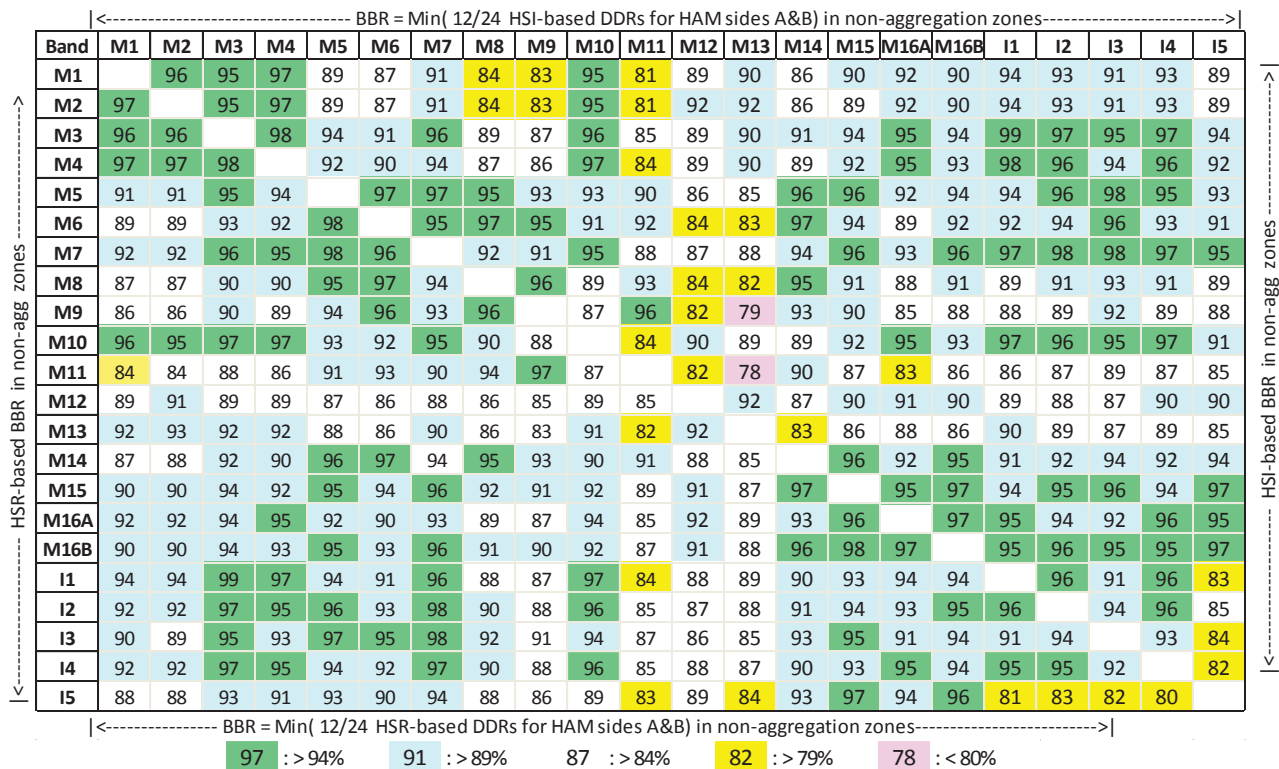 |<---------------------------------- BBR = Min( 12/24 HSI-based DDRs for HAM sides A&B) in non-aggregation zones-------------------------->|
Band M1 M2 M3 M4 M5 M6 M7 M8 M9 M10 M11 M12 M13 M14 M15 M16A M16B I1 I2 I3 I4 I5
M1 96 95 97 89 87 91 84 83 95 81 89 90 86 90 92 90 94 93 91 93 89
M2 97 95 97 89 87 91 84 83 95 81 92 92 86 89 92 90 94 93 91 93 89
M3 96 96 98 94 91 96 89 87 96 85 89 90 91 94 95 94 99 97 95 97 94
M4 97 97 98 92 90 94 87 86 97 84 89 90 89 92 95 93 98 96 94 96 92
M5 91 91 95 94 97 97 95 93 93 90 86 85 96 96 92 94 94 96 98 95 93
M6 89 89 93 92 98 95 97 95 91 92 84 83 97 94 89 92 92 94 96 93 91
M7 92 92 96 95 98 96 92 91 95 88 87 88 94 96 93 96 97 98 98 97 95
M8 87 87 90 90 95 97 94 96 89 93 84 82 95 91 88 91 89 91 93 91 89
M9 86 86 90 89 94 96 93 96 87 96 82 79 93 90 85 88 88 89 92 89 88
M10 96 95 97 97 93 92 95 90 88 84 90 89 89 92 95 93 97 96 95 97 91
M11 84 84 88 86 91 93 90 94 97 87 82 78 90 87 83 86 86 87 89 87 85
M12 89 91 89 89 87 86 88 86 85 89 85 92 87 90 91 90 89 88 87 90 90
M13 92 93 92 92 88 86 90 86 83 91 82 92 83 86 88 86 90 89 87 89 85
M14 87 88 92 90 96 97 94 95 93 90 91 88 85 96 92 95 91 92 94 92 94
M15 90 90 94 92 95 94 96 92 91 92 89 91 87 97 95 97 94 95 96 94 97
M16A 92 92 94 95 92 90 93 89 87 94 85 92 89 93 96 97 95 94 92 96 95
M16B 90 90 94 93 95 93 96 91 90 92 87 91 88 96 98 97 95 96 95 95 97
I1 94 94 99 97 94 91 96 88 87 97 84 88 89 90 93 94 94 96 91 96 83
I2 92 92 97 95 96 93 98 90 88 96 85 87 88 91 94 93 95 96 94 96 85
I3 90 89 95 93 97 95 98 92 91 94 87 86 85 93 95 91 94 91 94 93 84
I4 92 92 97 95 94 92 97 90 88 96 85 88 87 90 93 95 94 95 95 92 82
I5 88 88 93 91 93 90 94 88 86 89 83 89 84 93 97 94 96 81 83 82 80
|<----------------- BBR = Min( 12/24 HSR-based DDRs for HAM sides A&B) in non-aggregation zones--------------------------->|
97 : > 94% 91 : > 89% 87 : > 84% 82 : > 79% 78 : < 80%
|<------- HSR-based BBR in non-agg zones ------->
|<------- HSI-based BBR in non-agg zones ------->|